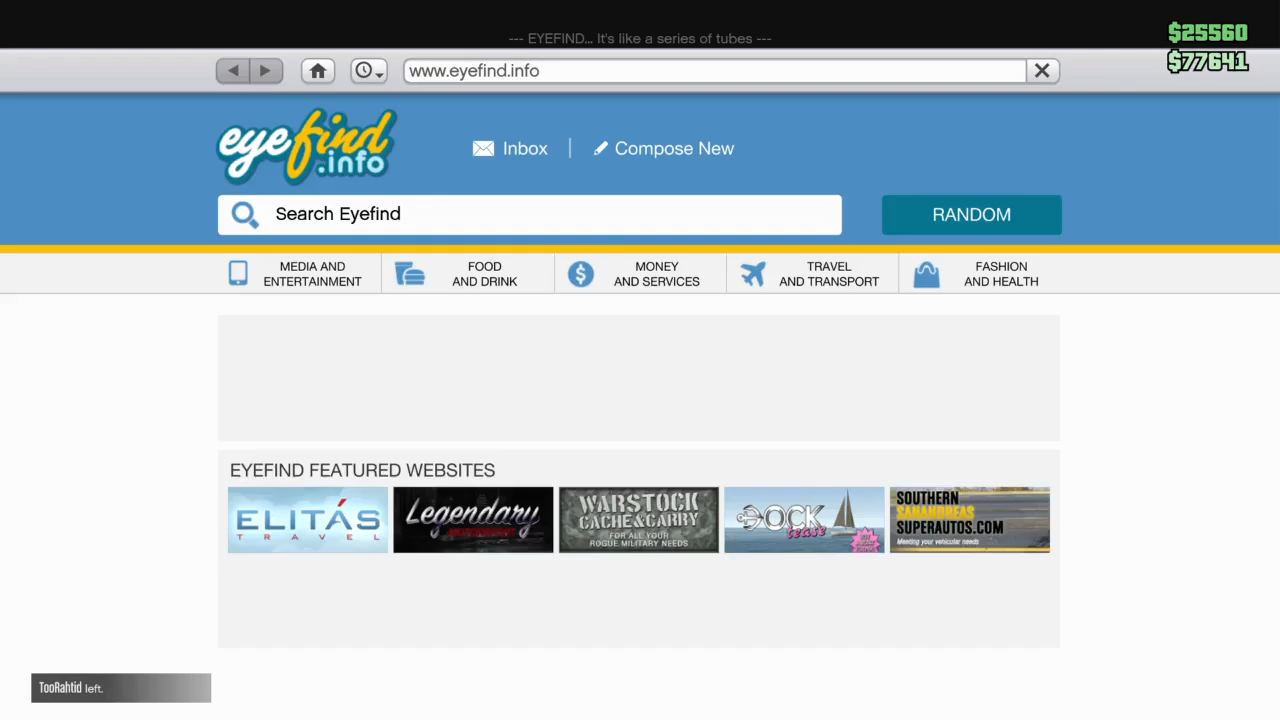 --- EYEFIND... It's like a series of tubes ---
$25560
$77641
www.eyefind.info
eyefind
.info
Inbox
Compose New
Search Eyefind
RANDOM
MEDIA AND
ENTERTAINMENT
FOOD
AND DRINK
MONEY
AND SERVICES
TRAVEL
AND TRANSPORT
FASHION
AND HEALTH
EYEFIND FEATURED WEBSITES
ELITÁS
TRAVEL
Legendary
MOTORSPORT
WARSTOCK
CACHE&CARRY
FOR ALL YOUR
ROGUE MILITARY NEEDS
DOCK
tease
SOUTHERN
SANANDREAS
SUPERAUTOS.COM
Meeting your vehicular needs
TooRahtid left.